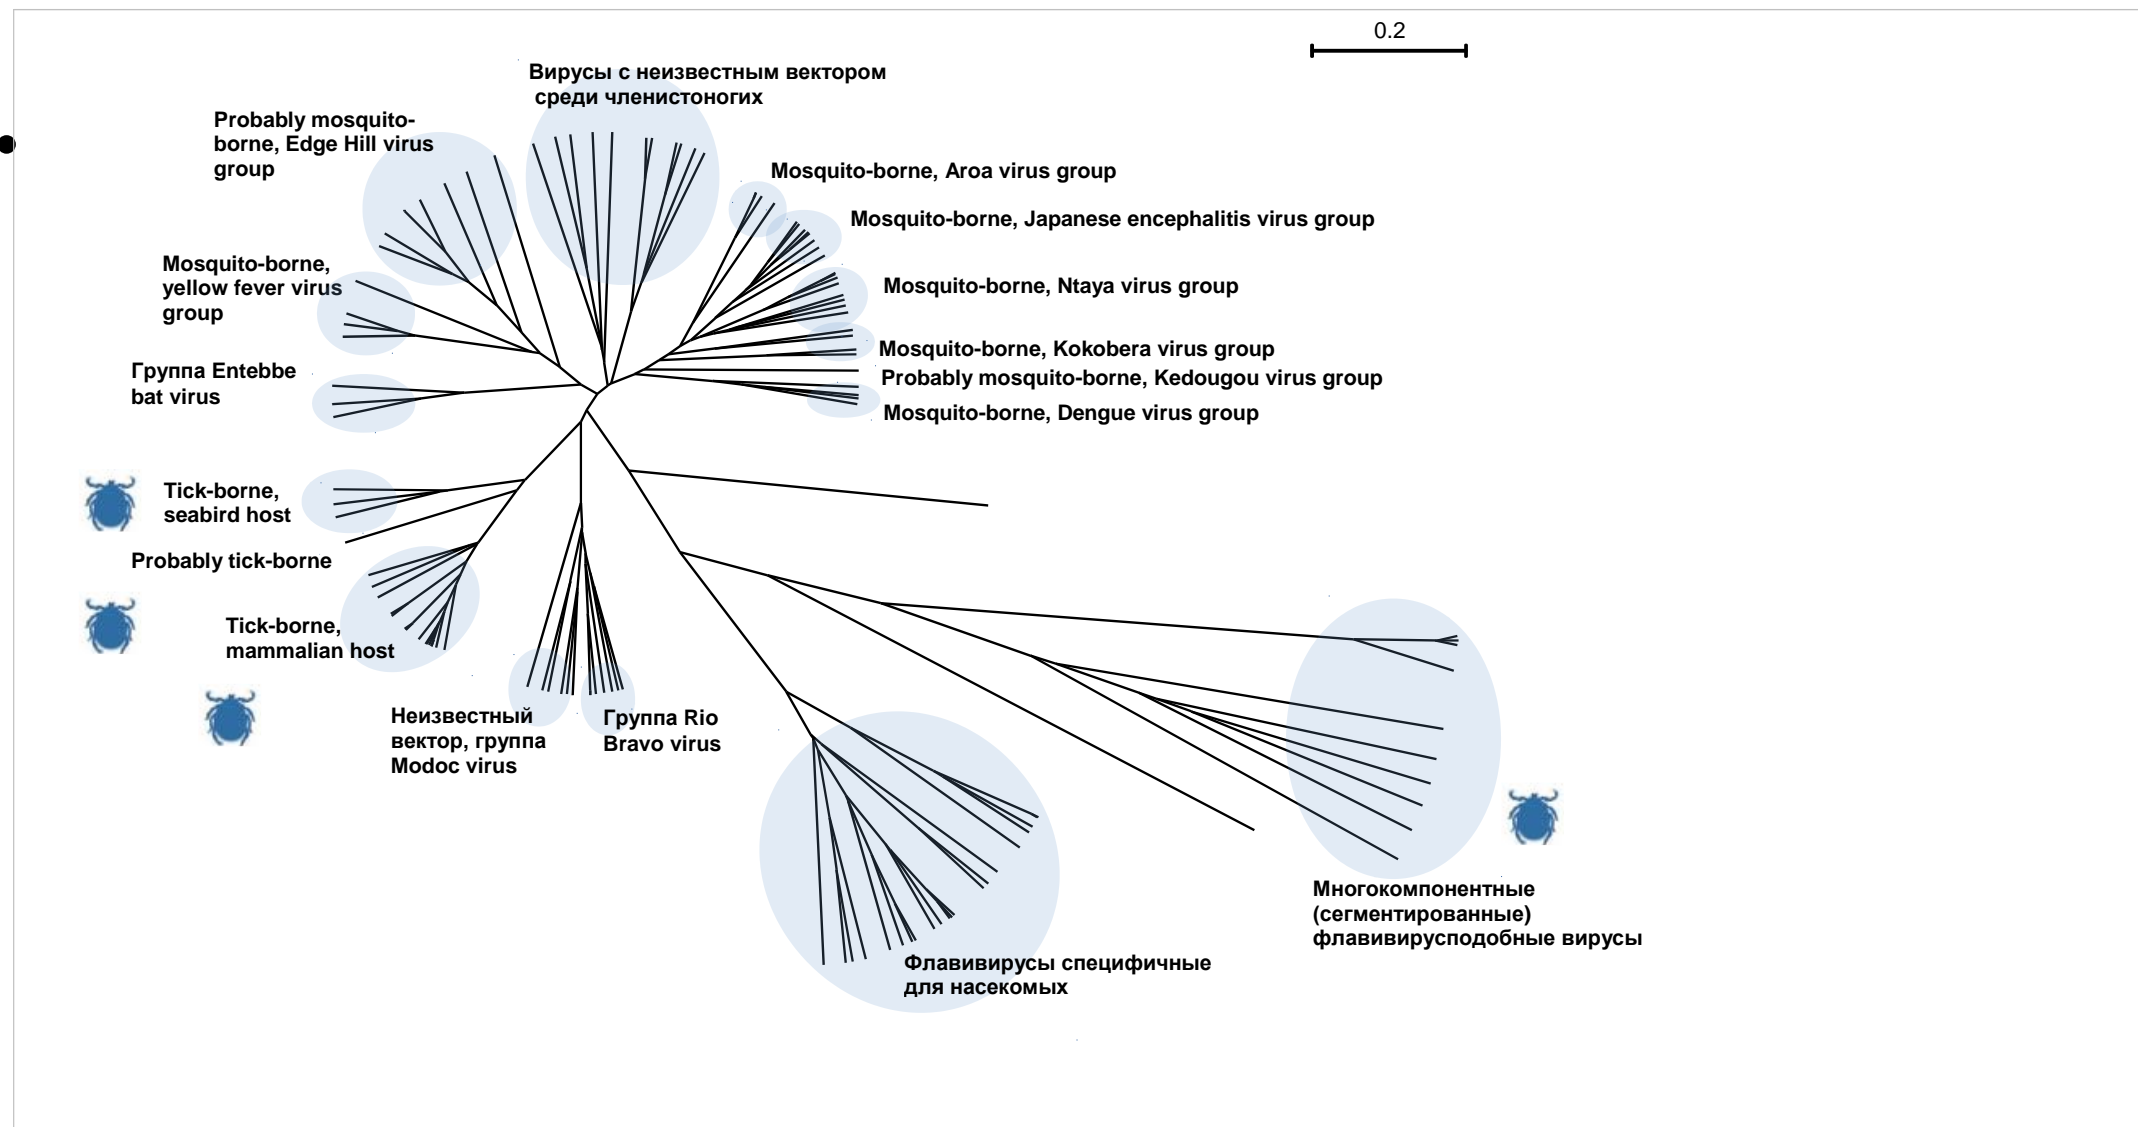 0.2
Вирусы с неизвестным вектором
среди членистоногих
Probably mosquito-
borne, Edge Hill virus
group
Mosquito-borne, Aroa virus group
Mosquito-borne, Japanese encephalitis virus group
Mosquito-borne,
yellow fever virus
group
Mosquito-borne, Ntaya virus group
Mosquito-borne, Kokobera virus group
Группа Entebbe
bat virus
Probably mosquito-borne, Kedougou virus group
Mosquito-borne, Dengue virus group
Tick-borne,
seabird host
Probably tick-borne
Tick-borne,
mammalian host
Неизвестный
вектор, группа
Modoc virus
Группа Rio
Bravo virus
Многокомпонентные
(сегментированные)
флавивирусподобные вирусы
Флавивирусы специфичные
для насекомых